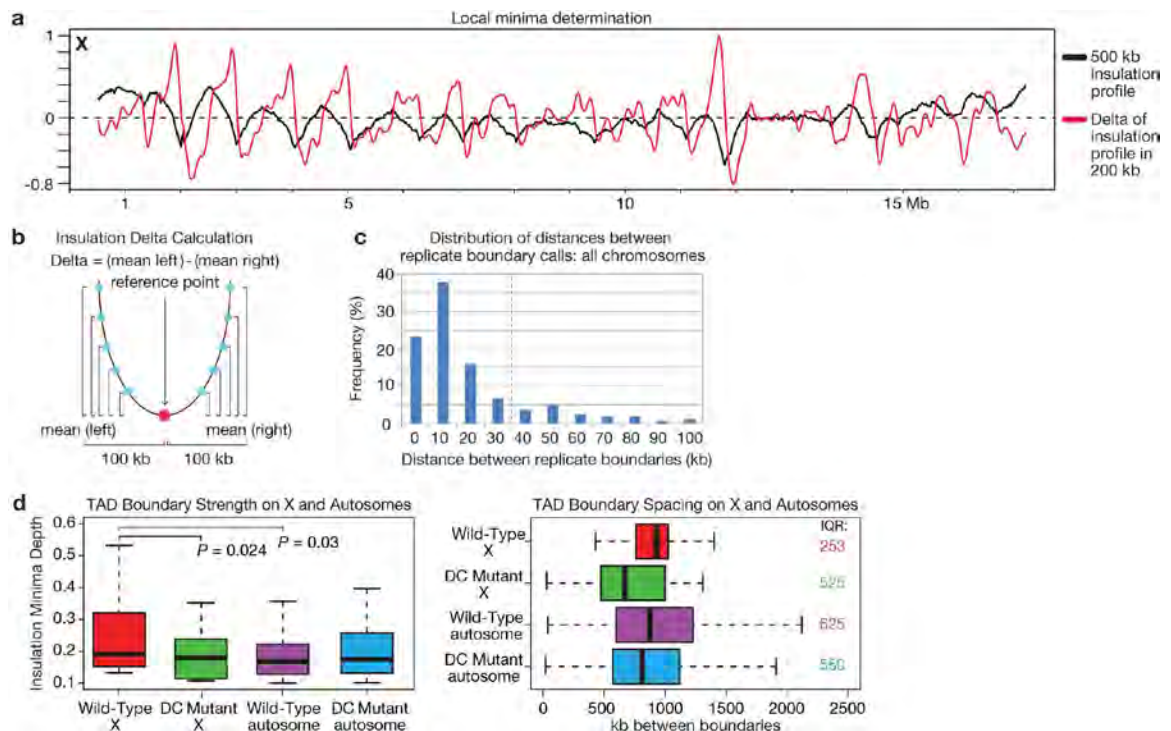 a
Local minima determination
X
1
0
-0.8
1
5
10
15 Mb
500 kb
insulation
profile
Delta of
insulation
profile in
200 kb
b
Insulation Delta Calculation
Delta = (mean left) - (mean right)
reference point
mean (left)
mean (right)
100 kb
100 kb
c
Distribution of distances between
replicate boundary calls: all chromosomes
Frequency (%)
40
30
20
10
0
0 10 20 30 40 50 60 70 80 90 100
Distance between replicate boundaries (kb)
d
TAD Boundary Strength on X and Autosomes
Insulation Minima Depth
0.6
0.5
0.4
0.3
0.2
0.1
P = 0.024
P = 0.03
Wild-Type
X
DC Mutant
X
Wild-Type
autosome
DC Mutant
autosome
TAD Boundary Spacing on X and Autosomes
IQR:
Wild-Type
X
253
DC Mutant
X
525
Wild-Type
autosome
625
DC Mutant
autosome
550
0 500 1000 1500 2000 2500
kb between boundaries